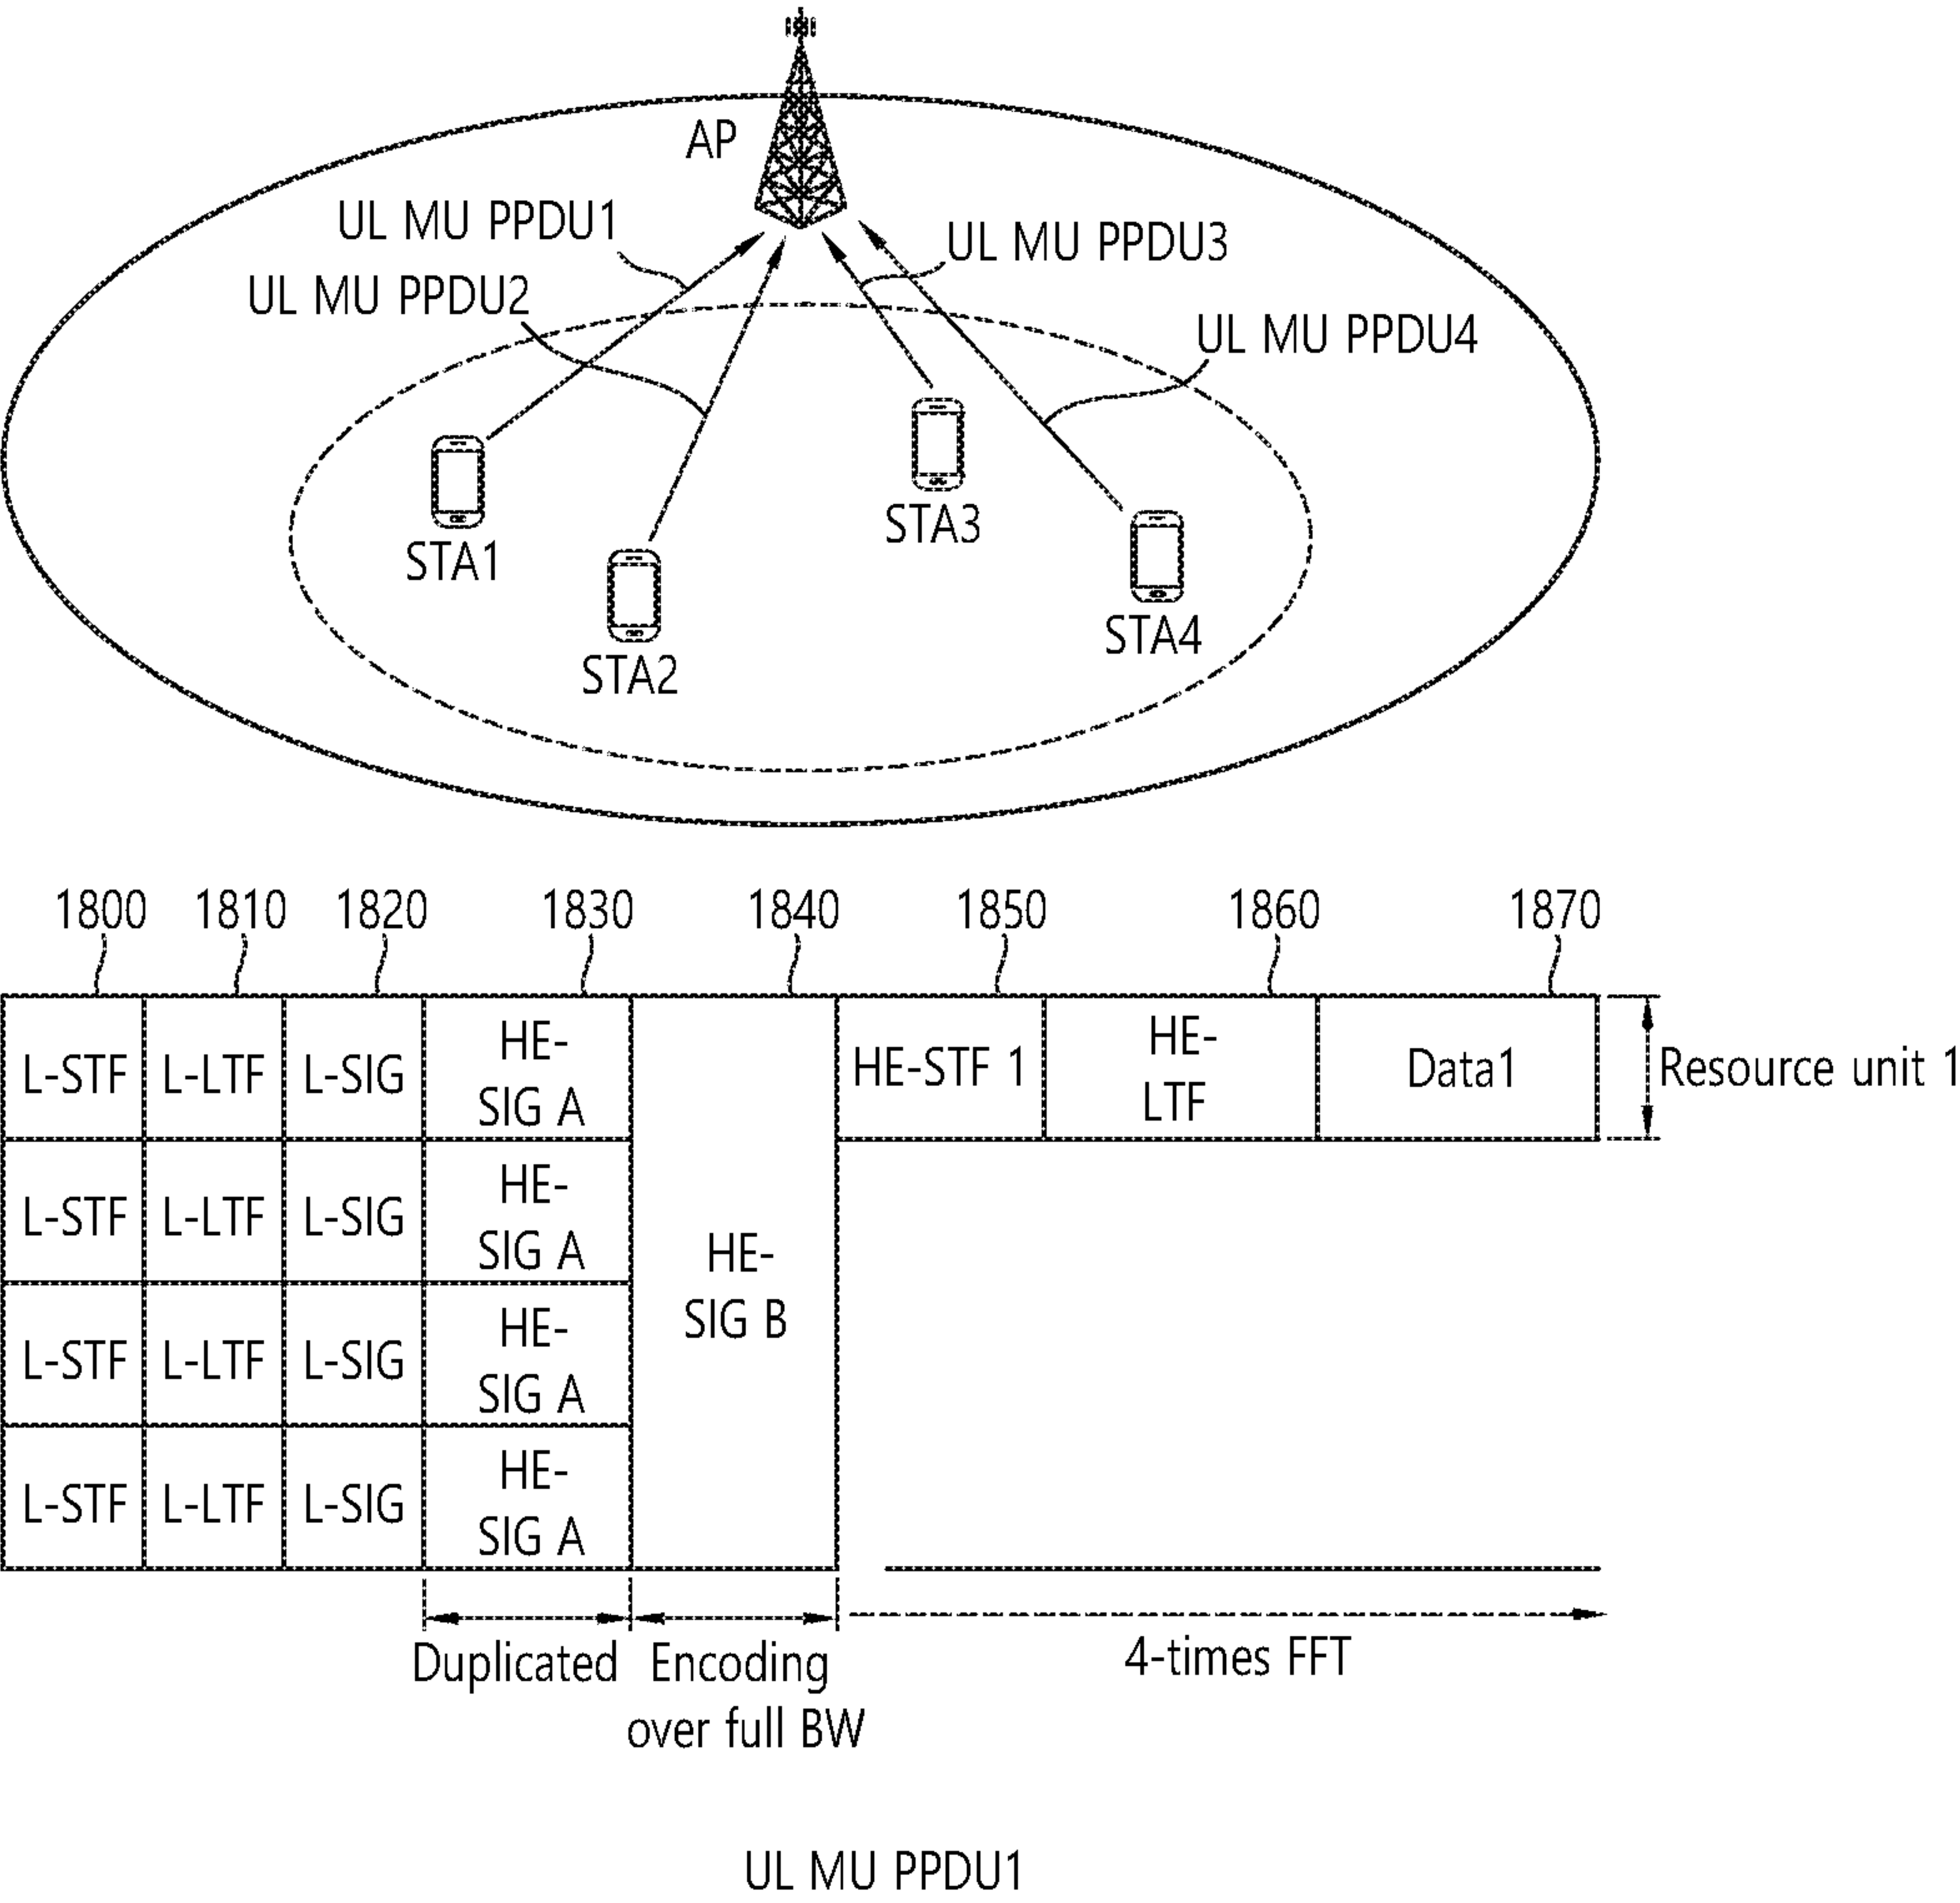 AP
UL MU PPDU1
UL MU PPDU3
UL MU PPDU2
UL MU PPDU4
STA1
STA3
STA2
STA4
1800 1810 1820 1830 1840 1850 1860 1870
L-STF L-LTF L-SIG HE-
SIG A
HE-STF 1 HE-
LTF
Data1 Resource unit 1
L-STF L-LTF L-SIG HE-
SIG A
HE-
SIG B
L-STF L-LTF L-SIG HE-
SIG A
L-STF L-LTF L-SIG HE-
SIG A
Duplicated
Encoding
over full BW
4-times FFT
UL MU PPDU1